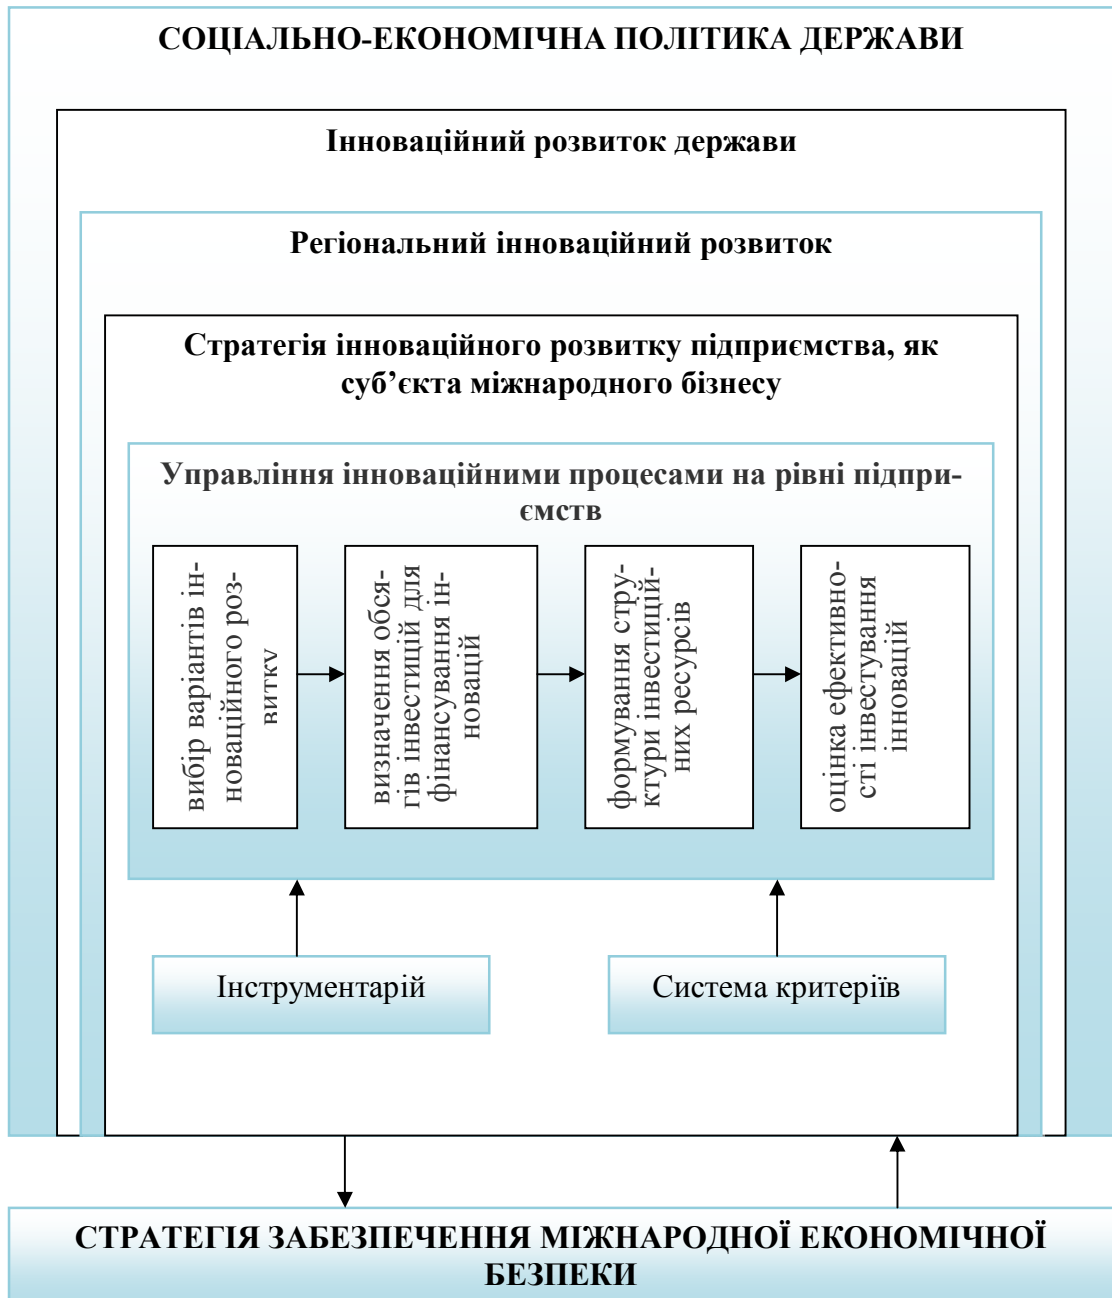 СОЦІАЛЬНО-ЕКОНОМІЧНА ПОЛІТИКА ДЕРЖАВИ
Інноваційний розвиток держави
Регіональний інноваційний розвиток
Стратегія інноваційного розвитку підприємства, як
суб’єкта міжнародного бізнесу
Управління інноваційними процесами на рівні підпри-
ємств
вибір варіантів ін-
новаційного роз-
витку
визначення обся-
гів інвестицій для
фінансування ін-
новацій
формування стру-
ктури інвестицій-
них ресурсів
оцінка ефективно-
сті інвестування
інновацій
Інструментарій
Система критеріїв
СТРАТЕГІЯ ЗАБЕЗПЕЧЕННЯ МІЖНАРОДНОЇ ЕКОНОМІЧНОЇ
БЕЗПЕКИ